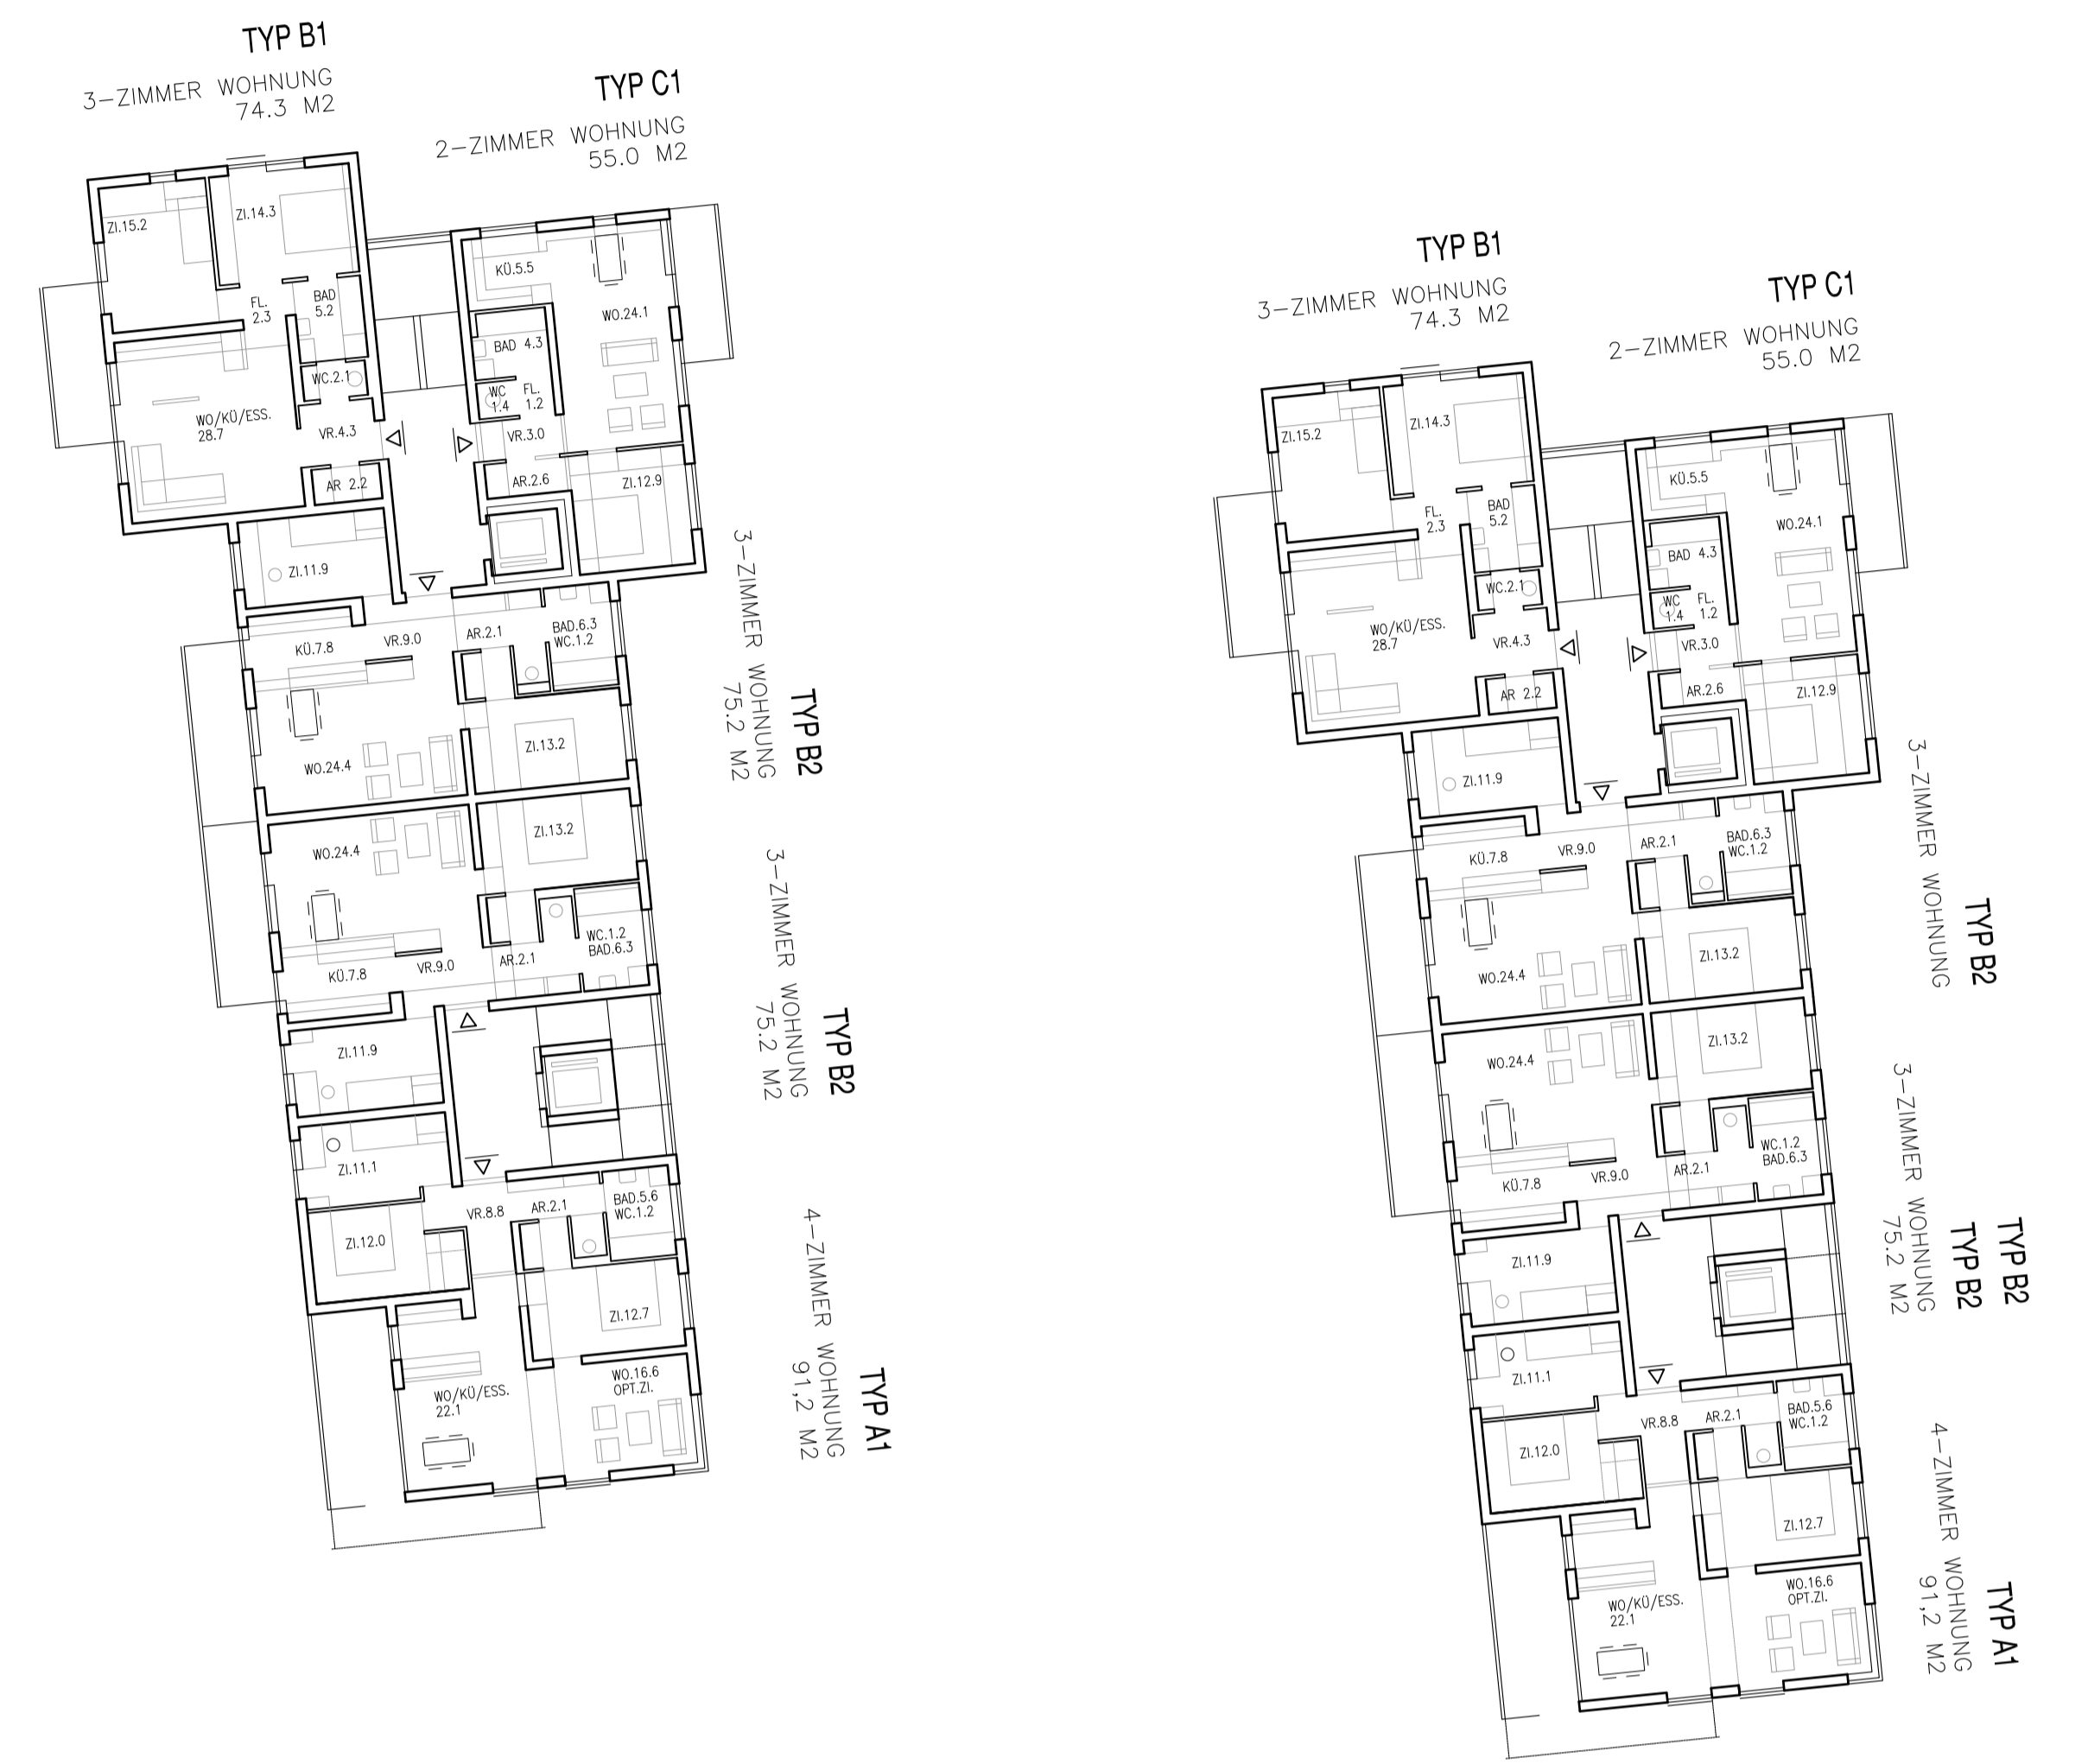 TYP B1
3-ZIMMER WOHNUNG
74.3 M2
TYP C1
2-ZIMMER WOHNUNG
55.0 M2
ZI.15.2
ZI.14.3
FL.
2.3
BAD
5.2
WC.2.1
WO/KÜ/ESS.
28.7
VR.4.3
AR 2.2
KÜ.5.5
WO.24.1
BAD 4.3
WC
1.4
FL.
1.2
VR.3.0
AR.2.6
ZI.12.9
ZI.11.9
KÜ.7.8
VR.9.0
AR.2.1
BAD.6.3
WC.1.2
WO.24.4
ZI.13.2
TYP B2
3-ZIMMER WOHNUNG
75.2 M2
WO.24.4
ZI.13.2
WC.1.2
BAD.6.3
KÜ.7.8
VR.9.0
AR.2.1
ZI.11.9
TYP B2
3-ZIMMER WOHNUNG
75.2 M2
ZI.11.1
ZI.12.0
VR.8.8
AR.2.1
BAD.5.6
WC.1.2
ZI.12.7
WO/KÜ/ESS.
22.1
WO.16.6
OPT.ZI.
TYP A1
4-ZIMMER WOHNUNG
91,2 M2
TYP B1
3-ZIMMER WOHNUNG
74.3 M2
TYP C1
2-ZIMMER WOHNUNG
55.0 M2
ZI.15.2
ZI.14.3
FL.
2.3
BAD
5.2
WC.2.1
WO/KÜ/ESS.
28.7
VR.4.3
AR 2.2
KÜ.5.5
WO.24.1
BAD 4.3
WC
1.4
FL.
1.2
VR.3.0
AR.2.6
ZI.12.9
ZI.11.9
KÜ.7.8
VR.9.0
AR.2.1
BAD.6.3
WC.1.2
WO.24.4
ZI.13.2
TYP B2
3-ZIMMER WOHNUNG
WO.24.4
ZI.13.2
WC.1.2
BAD.6.3
KÜ.7.8
VR.9.0
AR.2.1
ZI.11.9
TYP B2
TYP B2
3-ZIMMER WOHNUNG
75.2 M2
ZI.11.1
ZI.12.0
VR.8.8
AR.2.1
BAD.5.6
WC.1.2
ZI.12.7
WO/KÜ/ESS.
22.1
WO.16.6
OPT.ZI.
TYP A1
4-ZIMMER WOHNUNG
91,2 M2